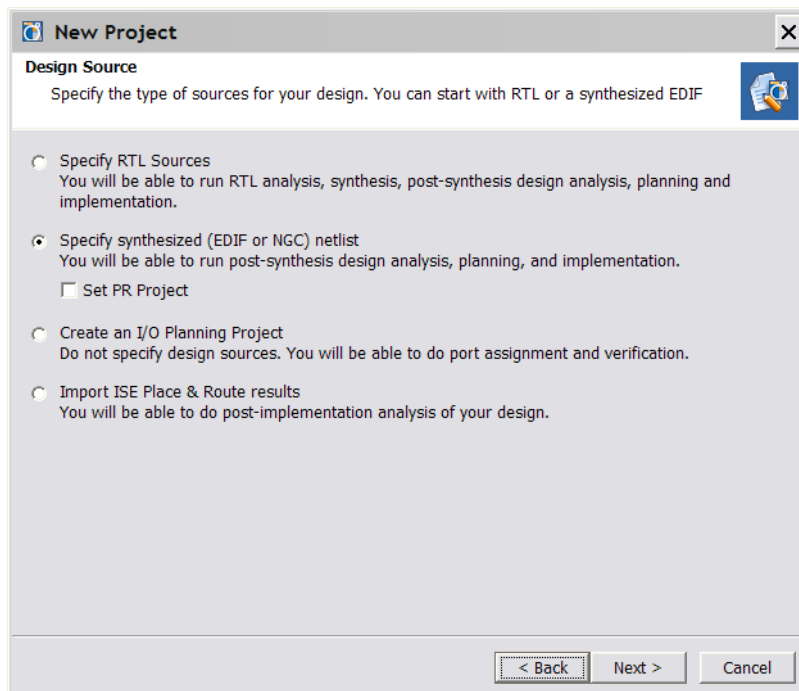 New Project
Design Source
Specify the type of sources for your design. You can start with RTL or a synthesized EDIF
Specify RTL Sources
You will be able to run RTL analysis, synthesis, post-synthesis design analysis, planning and
implementation.
Specify synthesized (EDIF or NGC) netlist
You will be able to run post-synthesis design analysis, planning, and implementation.
Set PR Project
Create an I/O Planning Project
Do not specify design sources. You will be able to do port assignment and verification.
Import ISE Place & Route results
You will be able to do post-implementation analysis of your design.
< Back Next > Cancel